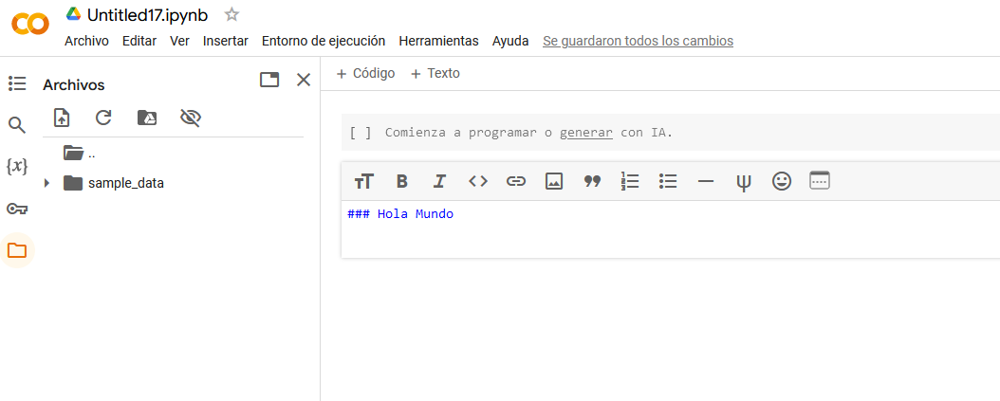 Untitled17.ipynb
Archivo Editar Ver Insertar Entorno de ejecución Herramientas Ayuda Se guardaron todos los cambios
Archivos
+ Código + Texto
{x}
[ ] Comienza a programar o generar con IA.
..
sample_data
### Hola Mundo